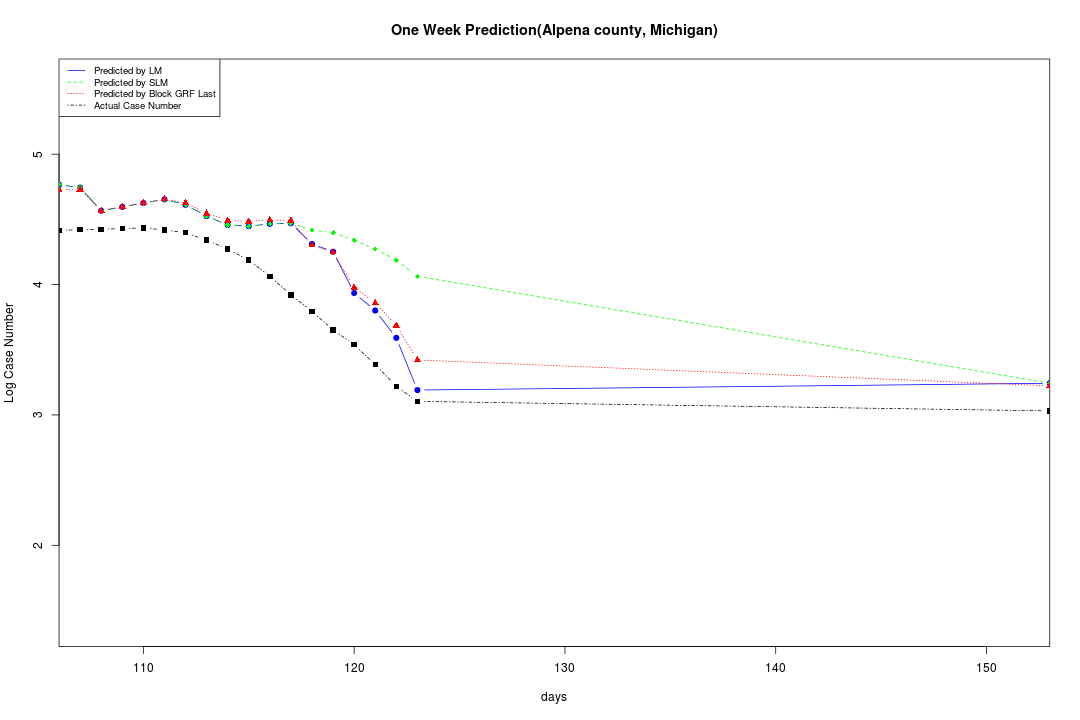 One Week Prediction(Alpena county, Michigan)
Predicted by LM
Predicted by SLM
Predicted by Block GRF Last
Actual Case Number
5
4
3
2
Log Case Number
110 120 130 140 150
days